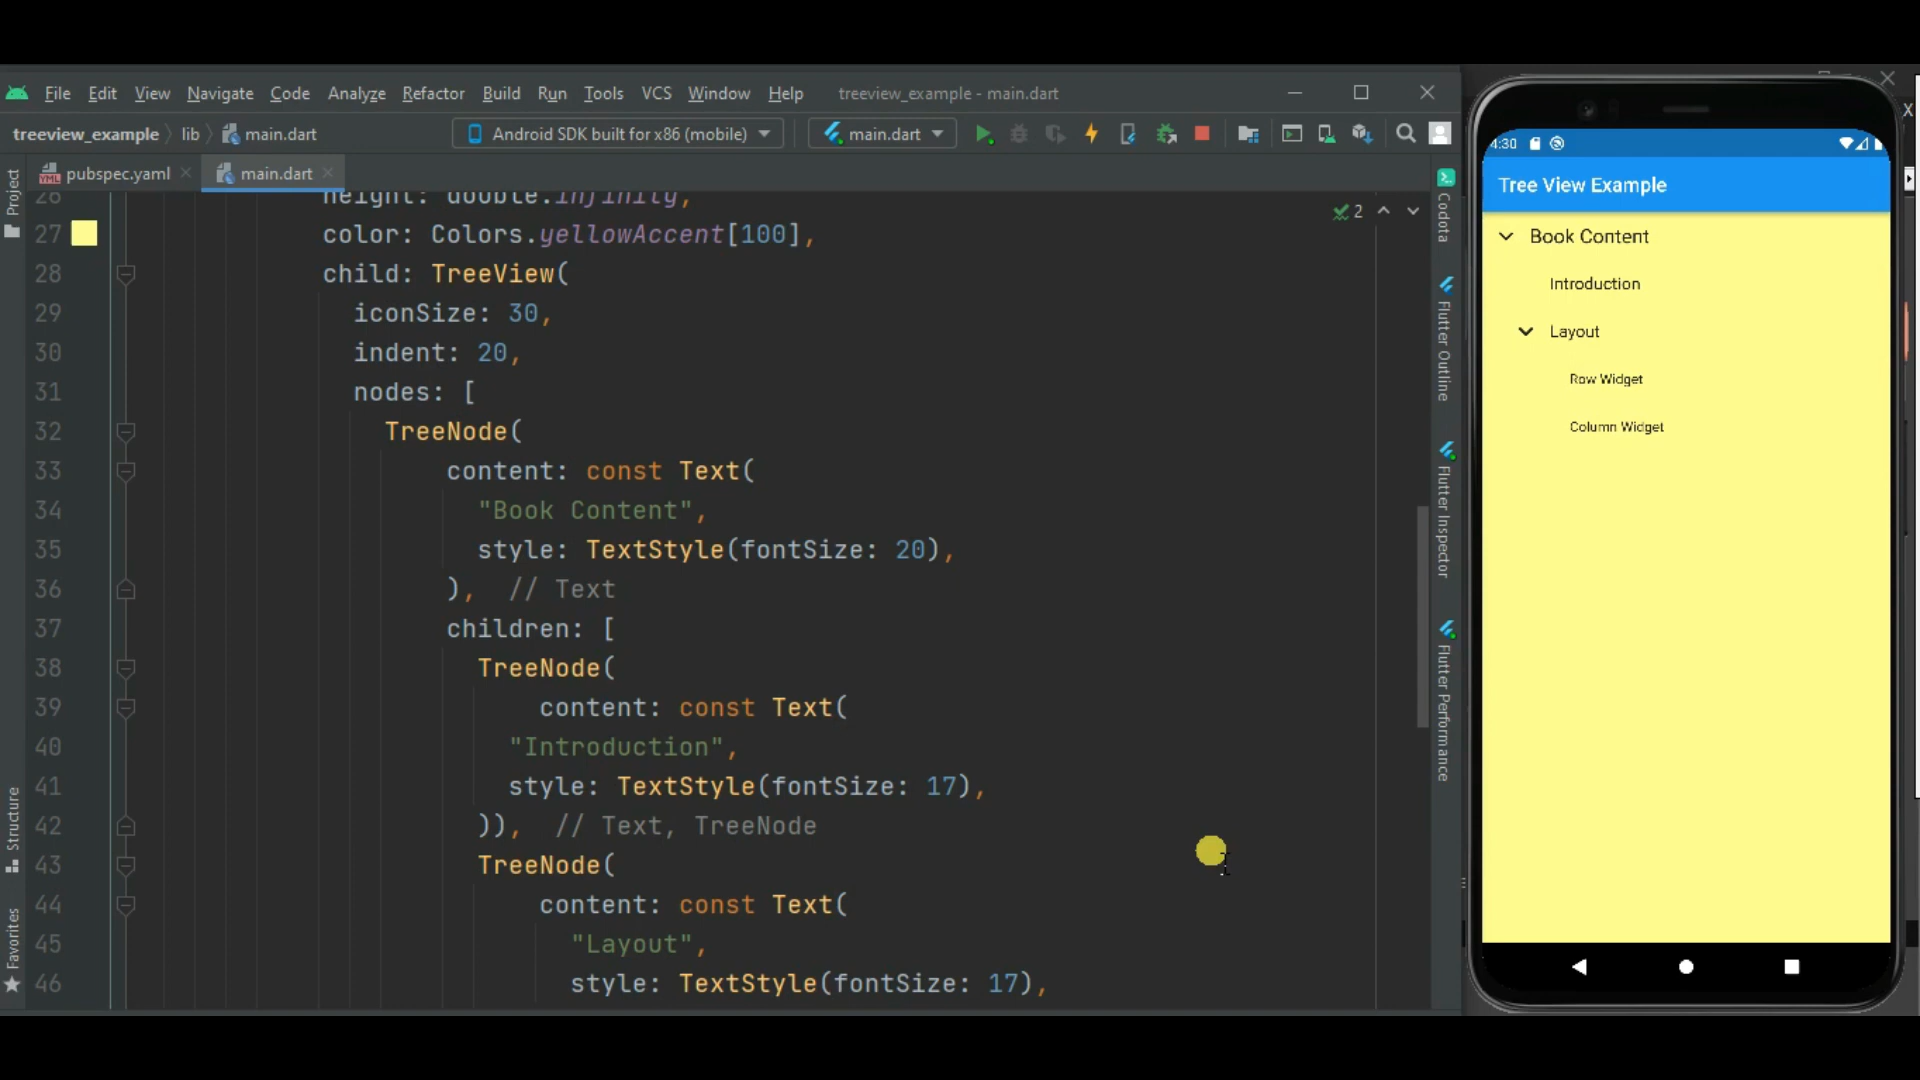 File Edit View Navigate Code Analyze Refactor Build Run Tools VCS Window Help treeview_example - main.dart
treeview_example lib main.dart Android SDK built for x86 (mobile) main.dart
pubspec.yaml main.dart
Project
Structure
Favorites
2
26 height: double.infinity,
27 color: Colors.yellowAccent[100],
28 child: TreeView(
29 iconSize: 30,
30 indent: 20,
31 nodes: [
32 TreeNode(
33 content: const Text(
34 "Book Content",
35 style: TextStyle(fontSize: 20),
36 ), // Text
37 children: [
38 TreeNode(
39 content: const Text(
40 "Introduction",
41 style: TextStyle(fontSize: 17),
42 )), // Text, TreeNode
43 TreeNode(
44 content: const Text(
45 "Layout",
46 style: TextStyle(fontSize: 17),
Codota
Flutter Outline
Flutter Inspector
Flutter Performance
4:30
Tree View Example
Book Content
Introduction
Layout
Row Widget
Column Widget
X